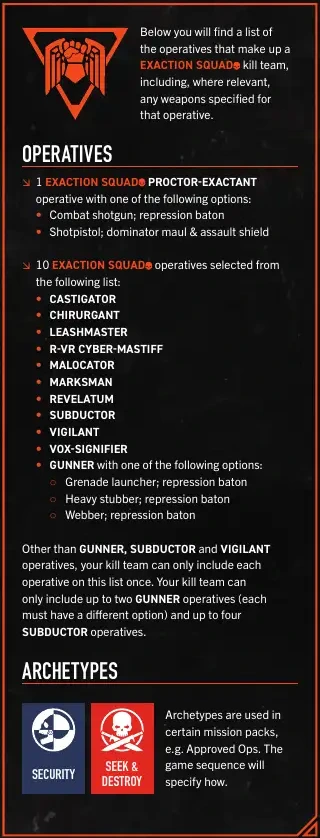 Below you will find a list of
the operatives that make up a
EXACTION SQUAD kill team,
including, where relevant,
any weapons specified for
that operative.
OPERATIVES
↘ 1 EXACTION SQUAD PROCTOR-EXACTANT
operative with one of the following options:
• Combat shotgun; repression baton
• Shotpistol; dominator maul & assault shield
↘ 10 EXACTION SQUAD operatives selected from
the following list:
• CASTIGATOR
• CHIRURGANT
• LEASHMASTER
• R-VR CYBER-MASTIFF
• MALOCATOR
• MARKSMAN
• REVELATUM
• SUBDUCTOR
• VIGILANT
• VOX-SIGNIFIER
• GUNNER with one of the following options:
○ Grenade launcher; repression baton
○ Heavy stubber; repression baton
○ Webber; repression baton
Other than GUNNER, SUBDUCTOR and VIGILANT
operatives, your kill team can only include each
operative on this list once. Your kill team can
only include up to two GUNNER operatives (each
must have a different option) and up to four
SUBDUCTOR operatives.
ARCHETYPES
SECURITY
SEEK &
DESTROY
Archetypes are used in
certain mission packs,
e.g. Approved Ops. The
game sequence will
specify how.